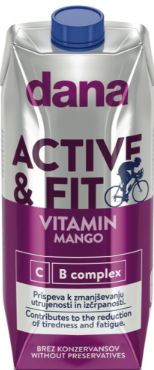 dana
ACTIVE
& FIT
VITAMIN
MANGO
C B complex
Prispeva k zmanjševanju
utrujenosti in izčrpanosti.
Contributes to the reduction
of tiredness and fatigue.
BREZ KONZERVANSOV
WITHOUT PRESERVATIVES